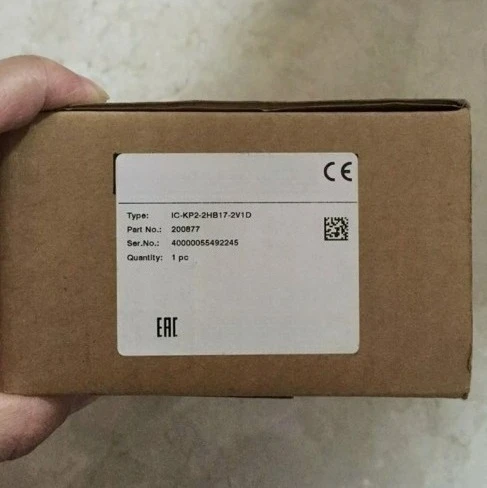 CE
Type: IC-KP2-2HB17-2V1D
Part No.: 200877
Ser.No.: 40000055492245
Quantity: 1 pc
EAC